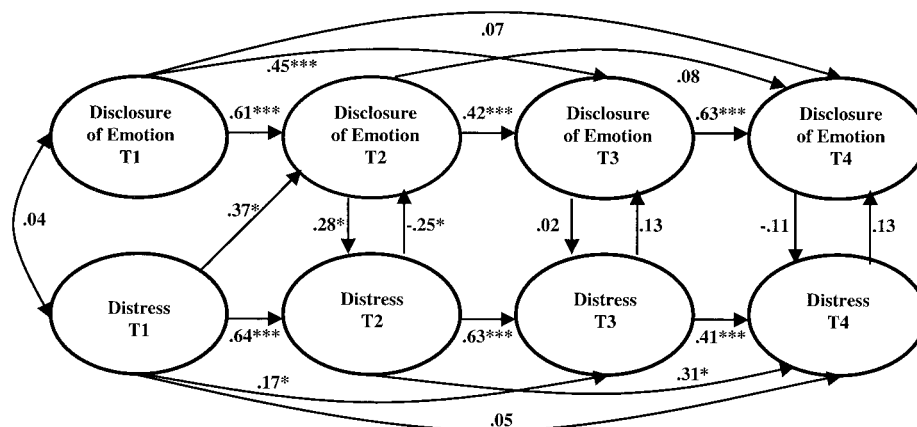 .07
.45***
.08
Disclosure
of Emotion
T1
.61***
Disclosure
of Emotion
T2
.42***
Disclosure
of Emotion
T3
.63***
Disclosure
of Emotion
T4
.04
.37*
.28*
-.25*
.02
.13
-.11
.13
Distress
T1
.64***
Distress
T2
.63***
Distress
T3
.41***
Distress
T4
.17*
.31*
.05